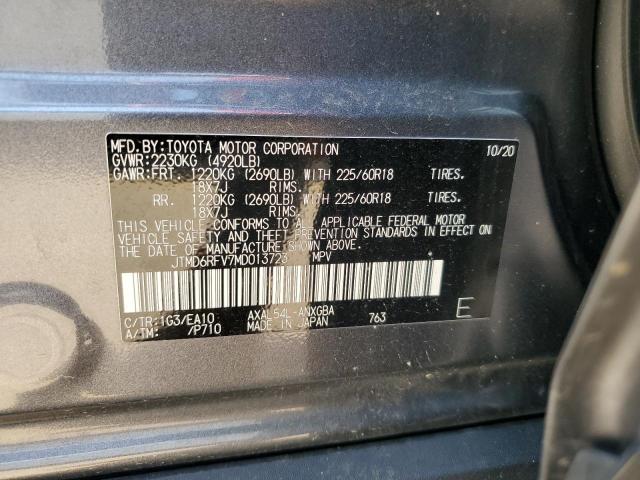 MFD. BY: TOYOTA MOTOR CORPORATION 10/20
GVWR: 2230KG (4920LB)
GAWR: FRT. 1220KG (2690LB) WITH 225/60R18 TIRES.
18X7J RIMS.
RR. 1220KG (2690LB) WITH 225/60R18 TIRES.
18X7J RIMS.
THIS VEHICLE CONFORMS TO ALL APPLICABLE FEDERAL MOTOR
VEHICLE SAFETY AND THEFT PREVENTION STANDARDS IN EFFECT ON
THE DATE OF MANUFACTURE SHOWN ABOVE.
JTMD6RFV7MD013723 MPV
C/TR: 1G3/EA10 AXAL54L-ANXGBA 763 E
A/TM: /P710 MADE IN JAPAN